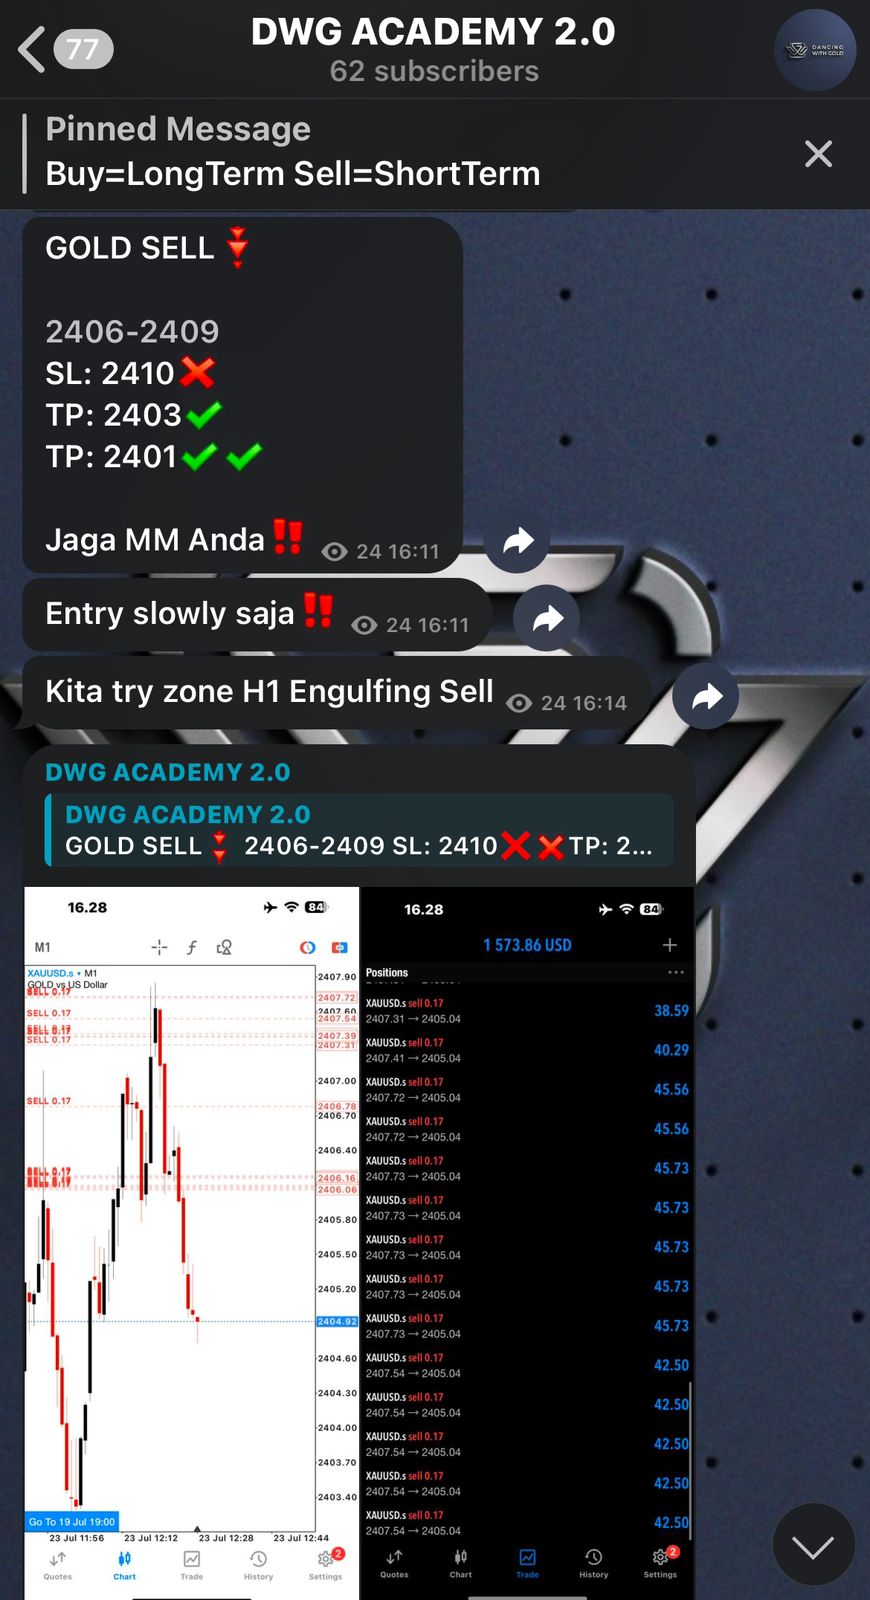 77
DWG ACADEMY 2.0
62 subscribers
DANCING
WITH GOLD
Pinned Message
Buy=LongTerm Sell=ShortTerm
GOLD SELL
2406-2409
SL: 2410❌
TP: 2403✅
TP: 2401✅✅
Jaga MM Anda‼️
24 16:11
Entry slowly saja‼️
24 16:11
Kita try zone H1 Engulfing Sell
24 16:14
DWG ACADEMY 2.0
DWG ACADEMY 2.0
GOLD SELL 2406-2409 SL: 2410❌❌TP: 2...
16.28
84
M1
XAUUSD.s • M1
GOLD vs US Dollar
SELL 0.17
SELL 0.17
SELL 0.17
SELL 0.17
SELL 0.17
SELL 0.17
2407.90
2407.72
2407.60
2407.54
2407.39
2407.31
2407.00
2406.78
2406.70
2406.40
2406.16
2406.06
2405.80
2405.50
2405.20
2404.92
2404.60
2404.30
2404.00
2403.70
2403.40
Go To 19 Jul 19:00
23 Jul 11:56 23 Jul 12:12 23 Jul 12:28 23 Jul 12:44
Quotes Chart Trade History Settings
2
16.28
84
1 573.86 USD
Positions
XAUUSD.s sell 0.17
2407.31 → 2405.04
38.59
XAUUSD.s sell 0.17
2407.41 → 2405.04
40.29
XAUUSD.s sell 0.17
2407.72 → 2405.04
45.56
XAUUSD.s sell 0.17
2407.72 → 2405.04
45.56
XAUUSD.s sell 0.17
2407.73 → 2405.04
45.73
XAUUSD.s sell 0.17
2407.73 → 2405.04
45.73
XAUUSD.s sell 0.17
2407.73 → 2405.04
45.73
XAUUSD.s sell 0.17
2407.73 → 2405.04
45.73
XAUUSD.s sell 0.17
2407.73 → 2405.04
45.73
XAUUSD.s sell 0.17
2407.54 → 2405.04
42.50
XAUUSD.s sell 0.17
2407.54 → 2405.04
42.50
XAUUSD.s sell 0.17
2407.54 → 2405.04
42.50
XAUUSD.s sell 0.17
2407.54 → 2405.04
42.50
XAUUSD.s sell 0.17
2407.54 → 2405.04
42.50
Quotes Chart Trade History Settings
2